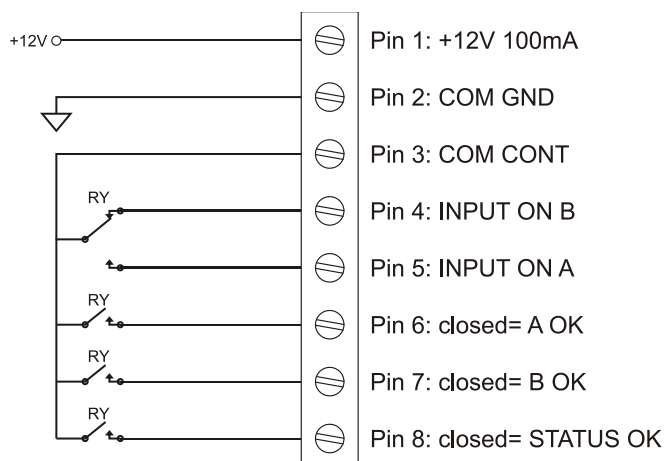 +12V
Pin 1: +12V 100mA
Pin 2: COM GND
Pin 3: COM CONT
RY
Pin 4: INPUT ON B
Pin 5: INPUT ON A
RY
Pin 6: closed= A OK
RY
Pin 7: closed= B OK
RY
Pin 8: closed= STATUS OK